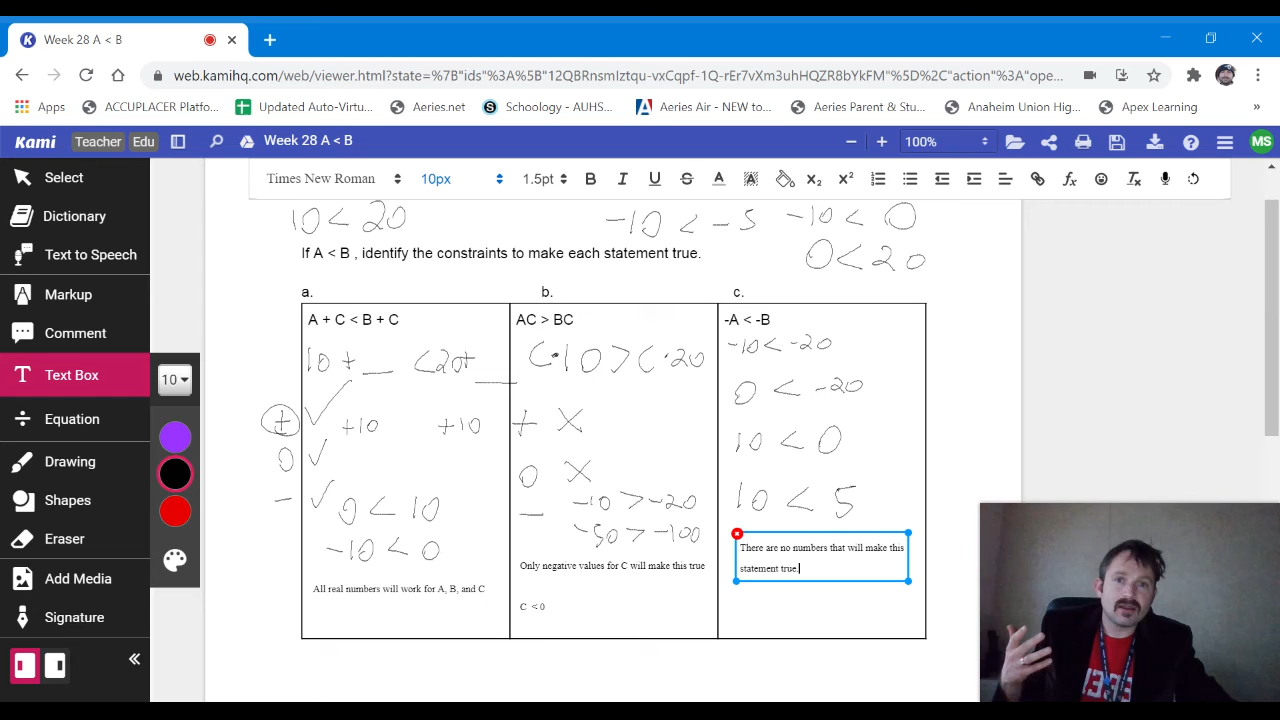 Week 28 A < B
web.kamihq.com/web/viewer.html?state=%7B"ids"%3A%5B"12QBRnsmIztqu-vxCqpf-1Q-rEr7vXm3uhHQZR8bYkFM"%5D%2C"action"%3A"ope...
Apps
ACCUPLACER Platfo...
Updated Auto-Virtu...
Aeries.net
Schoology - AUHS...
Aeries Air - NEW to...
Aeries Parent & Stu...
Anaheim Union Hig...
Apex Learning
»
Kami
Teacher
Edu
Week 28 A < B
100%
MS
Times New Roman
10px
1.5pt
Select
Dictionary
Text to Speech
Markup
Comment
Text Box
Equation
Drawing
Shapes
Eraser
Add Media
Signature
10
10 < 20
-10 < -5
-10 < 0
0 < 20
If A < B , identify the constraints to make each statement true.
a.
b.
c.
A + C < B + C
10 + __ < 20 + __
+ ✓ +10 +10
0 ✓
- ✓ 0 < 10
-10 < 0
All real numbers will work for A, B, and C
AC > BC
C·10 > C·20
+ X
0 X
- -10 > -20
-50 > -100
Only negative values for C will make this true
C < 0
-A < -B
-10 < -20
0 < -20
10 < 0
10 < 5
There are no numbers that will make this
statement true.